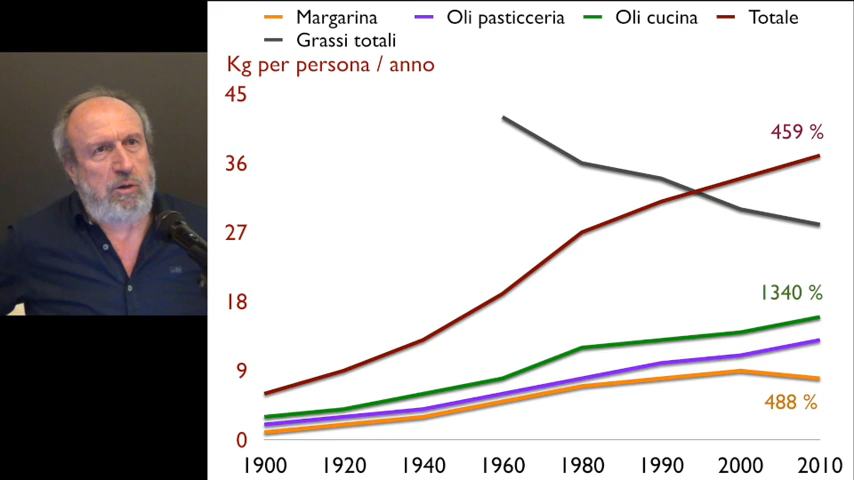 Margarina Oli pasticceria Oli cucina Totale
Grassi totali
Kg per persona / anno
45
459 %
36
27
18
1340 %
9
488 %
0
1900 1920 1940 1960 1980 1990 2000 2010